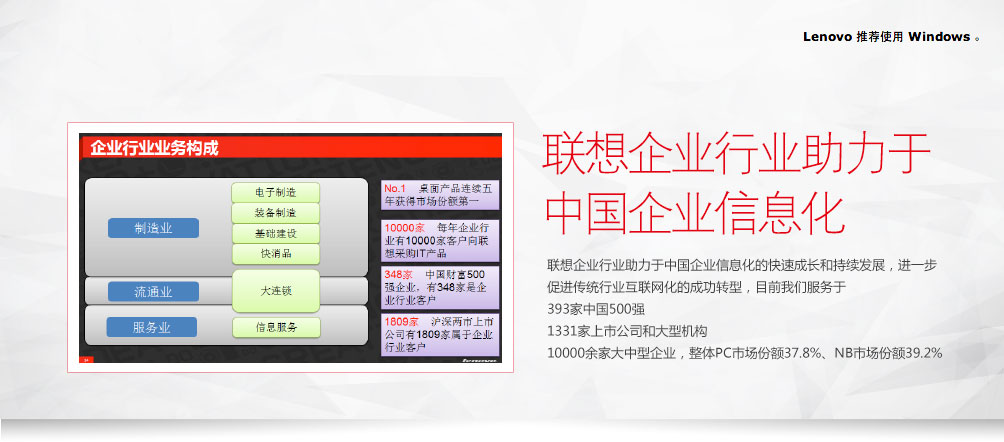 Lenovo 推荐使用 Windows 。
企业行业业务构成
制造业
电子制造
装备制造
基础建设
快消品
流通业
大连锁
服务业
信息服务
No.1 桌面产品连续五
年获得市场份额第一
10000家 每年企业行
业有10000家客户向联
想采购IT产品
348家 中国财富500
强企业，有348家是企
业行业客户
1809家 沪深两市上市
公司有1809家属于企业
行业客户
联想企业行业助力于
中国企业信息化
联想企业行业助力于中国企业信息化的快速成长和持续发展，进一步
促进传统行业互联网化的成功转型，目前我们服务于
393家中国500强
1331家上市公司和大型机构
10000余家大中型企业，整体PC市场份额37.8%、NB市场份额39.2%